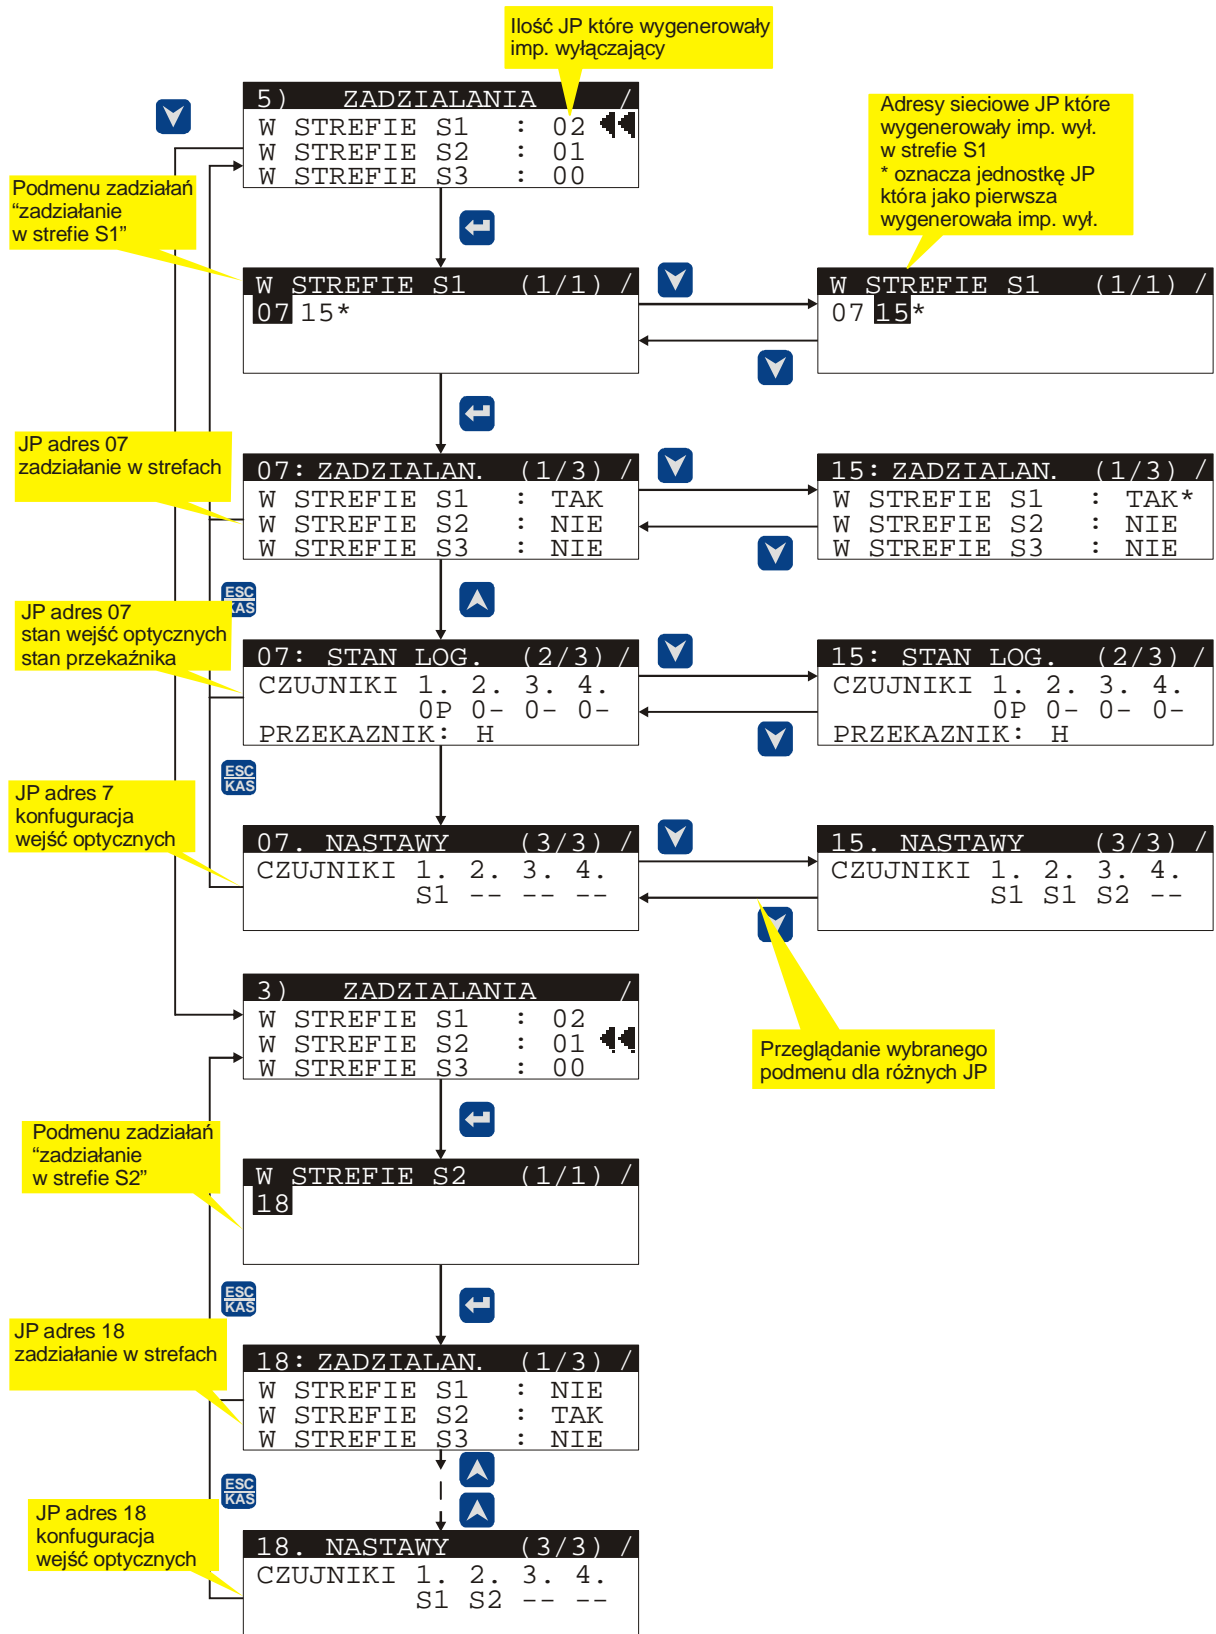 Ilość JP które wygenerowały
imp. wyłączający
5) ZADZIALANIA /
W STREFIE S1 : 02
W STREFIE S2 : 01
W STREFIE S3 : 00
Adresy sieciowe JP które
wygenerowały imp. wył.
w strefie S1
* oznacza jednostkę JP
która jako pierwsza
wygenerowała imp. wył.
Podmenu zadziałań
“zadziałanie
w strefie S1”
W STREFIE S1 (1/1) /
07 15*
W STREFIE S1 (1/1) /
07 15*
JP adres 07
zadziałanie w strefach
07: ZADZIALAN. (1/3) /
W STREFIE S1 : TAK
W STREFIE S2 : NIE
W STREFIE S3 : NIE
15: ZADZIALAN. (1/3) /
W STREFIE S1 : TAK*
W STREFIE S2 : NIE
W STREFIE S3 : NIE
ESC
KAS
JP adres 07
stan wejść optycznych
stan przekaźnika
07: STAN LOG. (2/3) /
CZUJNIKI 1. 2. 3. 4.
0P 0- 0- 0-
PRZEKAZNIK: H
15: STAN LOG. (2/3) /
CZUJNIKI 1. 2. 3. 4.
0P 0- 0- 0-
PRZEKAZNIK: H
ESC
KAS
JP adres 7
konfuguracja
wejść optycznych
07. NASTAWY (3/3) /
CZUJNIKI 1. 2. 3. 4.
S1 -- -- --
15. NASTAWY (3/3) /
CZUJNIKI 1. 2. 3. 4.
S1 S1 S2 --
3) ZADZIALANIA /
W STREFIE S1 : 02
W STREFIE S2 : 01
W STREFIE S3 : 00
Przeglądanie wybranego
podmenu dla różnych JP
Podmenu zadziałań
“zadziałanie
w strefie S2”
W STREFIE S2 (1/1) /
18
ESC
KAS
JP adres 18
zadziałanie w strefach
18: ZADZIALAN. (1/3) /
W STREFIE S1 : NIE
W STREFIE S2 : TAK
W STREFIE S3 : NIE
ESC
KAS
JP adres 18
konfuguracja
wejść optycznych
18. NASTAWY (3/3) /
CZUJNIKI 1. 2. 3. 4.
S1 S2 -- --